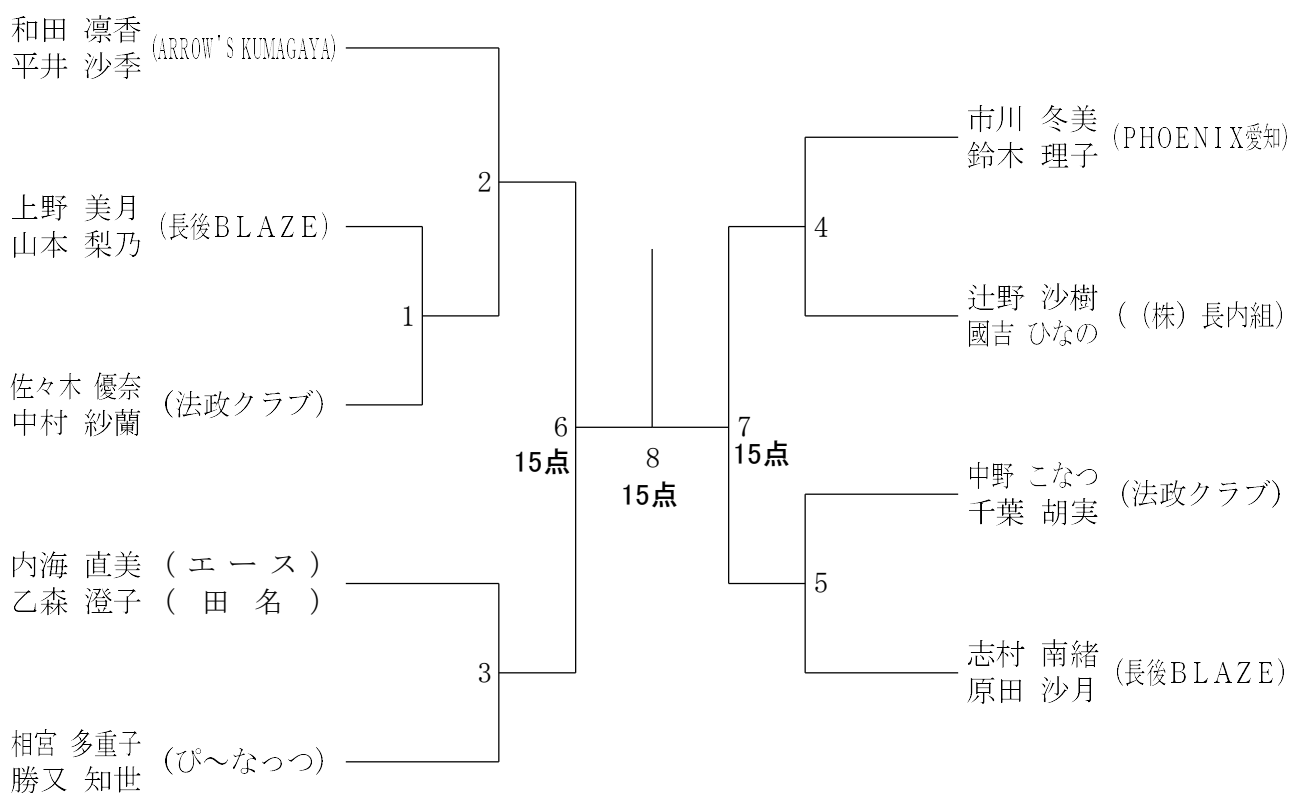 和田 凛香
平井 沙季
(ARROW'S KUMAGAYA)
上野 美月
山本 梨乃
(長後BLAZE)
佐々木 優奈
中村 紗蘭
(法政クラブ)
内海 直美 (エース)
乙森 澄子 (田名)
相宮 多重子
勝又 知世
(ぴ～なっつ)
1
2
3
6
15点
8
15点
7
15点
4
5
市川 冬美
鈴木 理子
(PHOENIX愛知)
辻野 沙樹
國吉 ひなの
((株)長内組)
中野 こなつ
千葉 胡実
(法政クラブ)
志村 南緒
原田 沙月
(長後BLAZE)